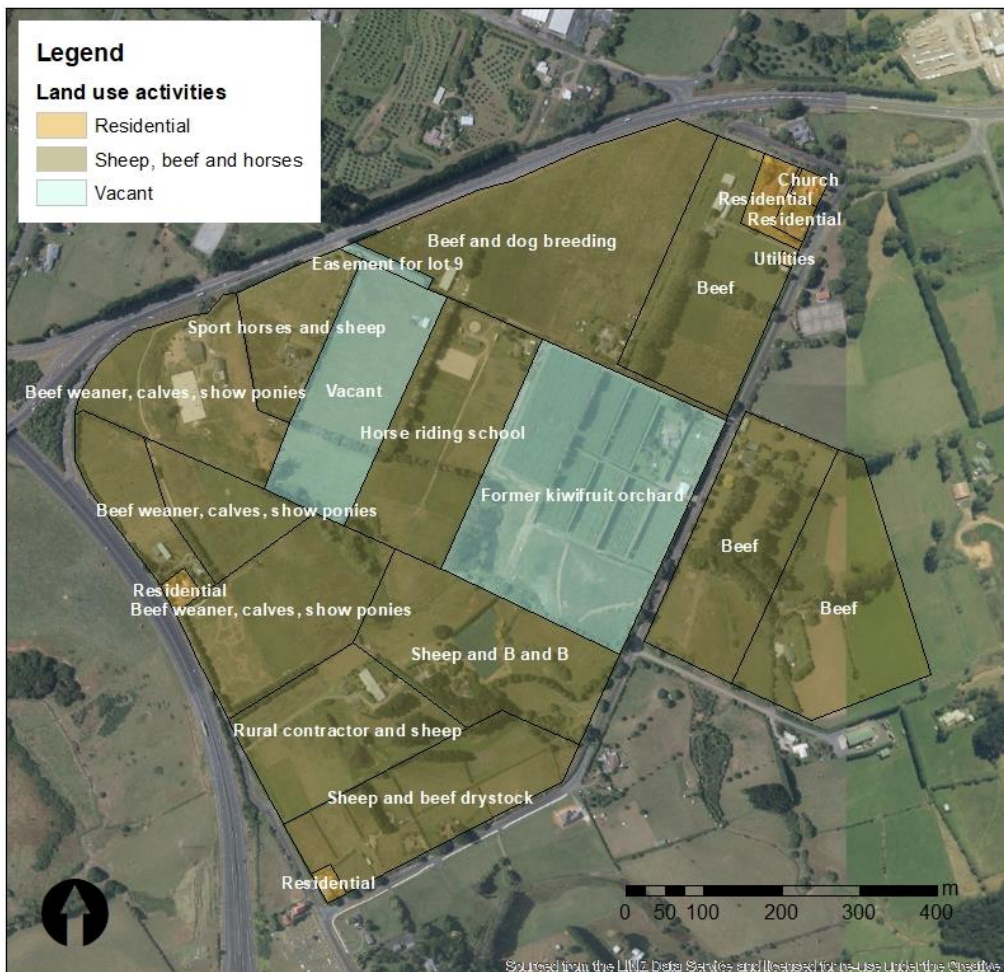 Legend
Land use activities
Residential
Sheep, beef and horses
Vacant
Church
Residential
Residential
Beef and dog breeding
Utilities
Easement for lot 9
Beef
Sport horses and sheep
Beef weaner, calves, show ponies
Vacant
Horse riding school
Former kiwifruit orchard
Beef weaner, calves, show ponies
Beef
Residential
Beef weaner, calves, show ponies
Beef
Sheep and B and B
Rural contractor and sheep
Sheep and beef drystock
Residential
m
0 50 100 200 300 400
Sourced from the LINZ Data Service and licensed for re-use under the Creative